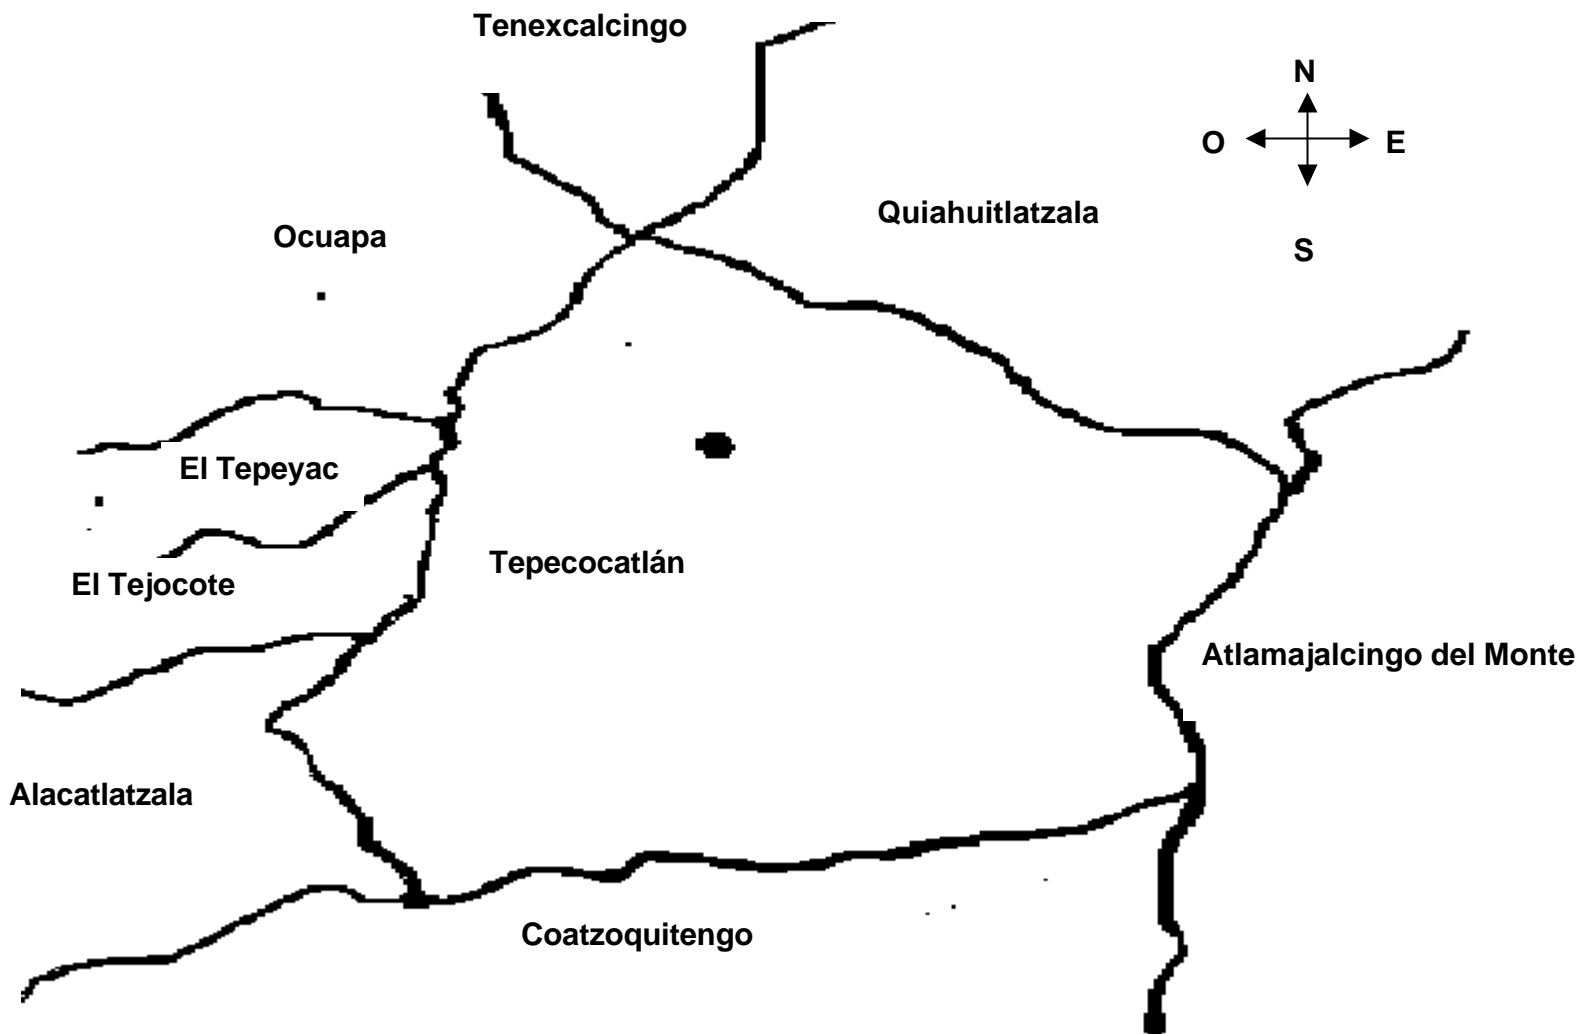 Tenexcalcingo
N
O
E
Quiahuitlatzala
Ocuapa
S
El Tepeyac
Tepecocatlán
El Tejocote
Atlamajalcingo del Monte
Alacatlatzala
Coatzoquitengo